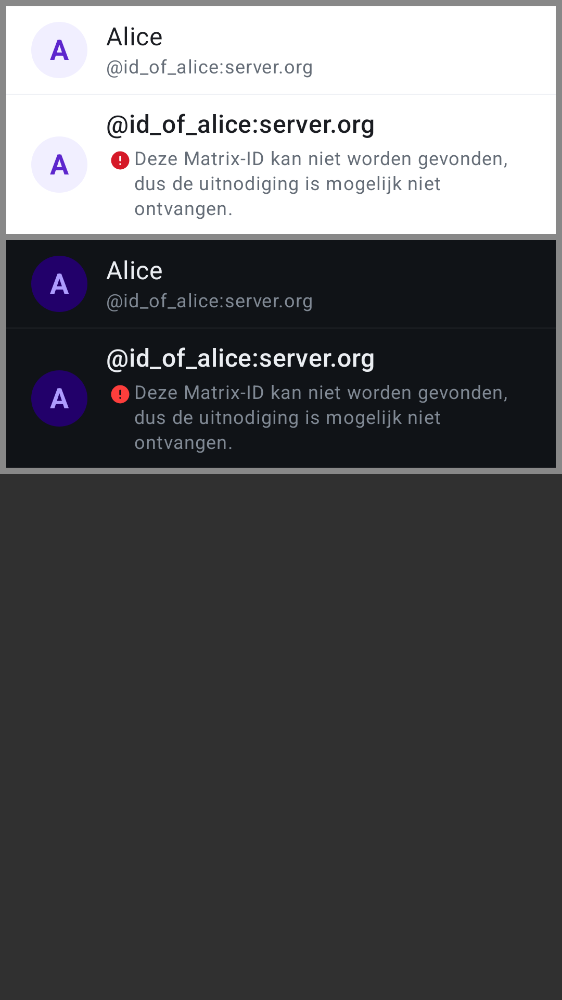 A
Alice
@id_of_alice:server.org
A
@id_of_alice:server.org
Deze Matrix-ID kan niet worden gevonden,
dus de uitnodiging is mogelijk niet
ontvangen.
A
Alice
@id_of_alice:server.org
A
@id_of_alice:server.org
Deze Matrix-ID kan niet worden gevonden,
dus de uitnodiging is mogelijk niet
ontvangen.